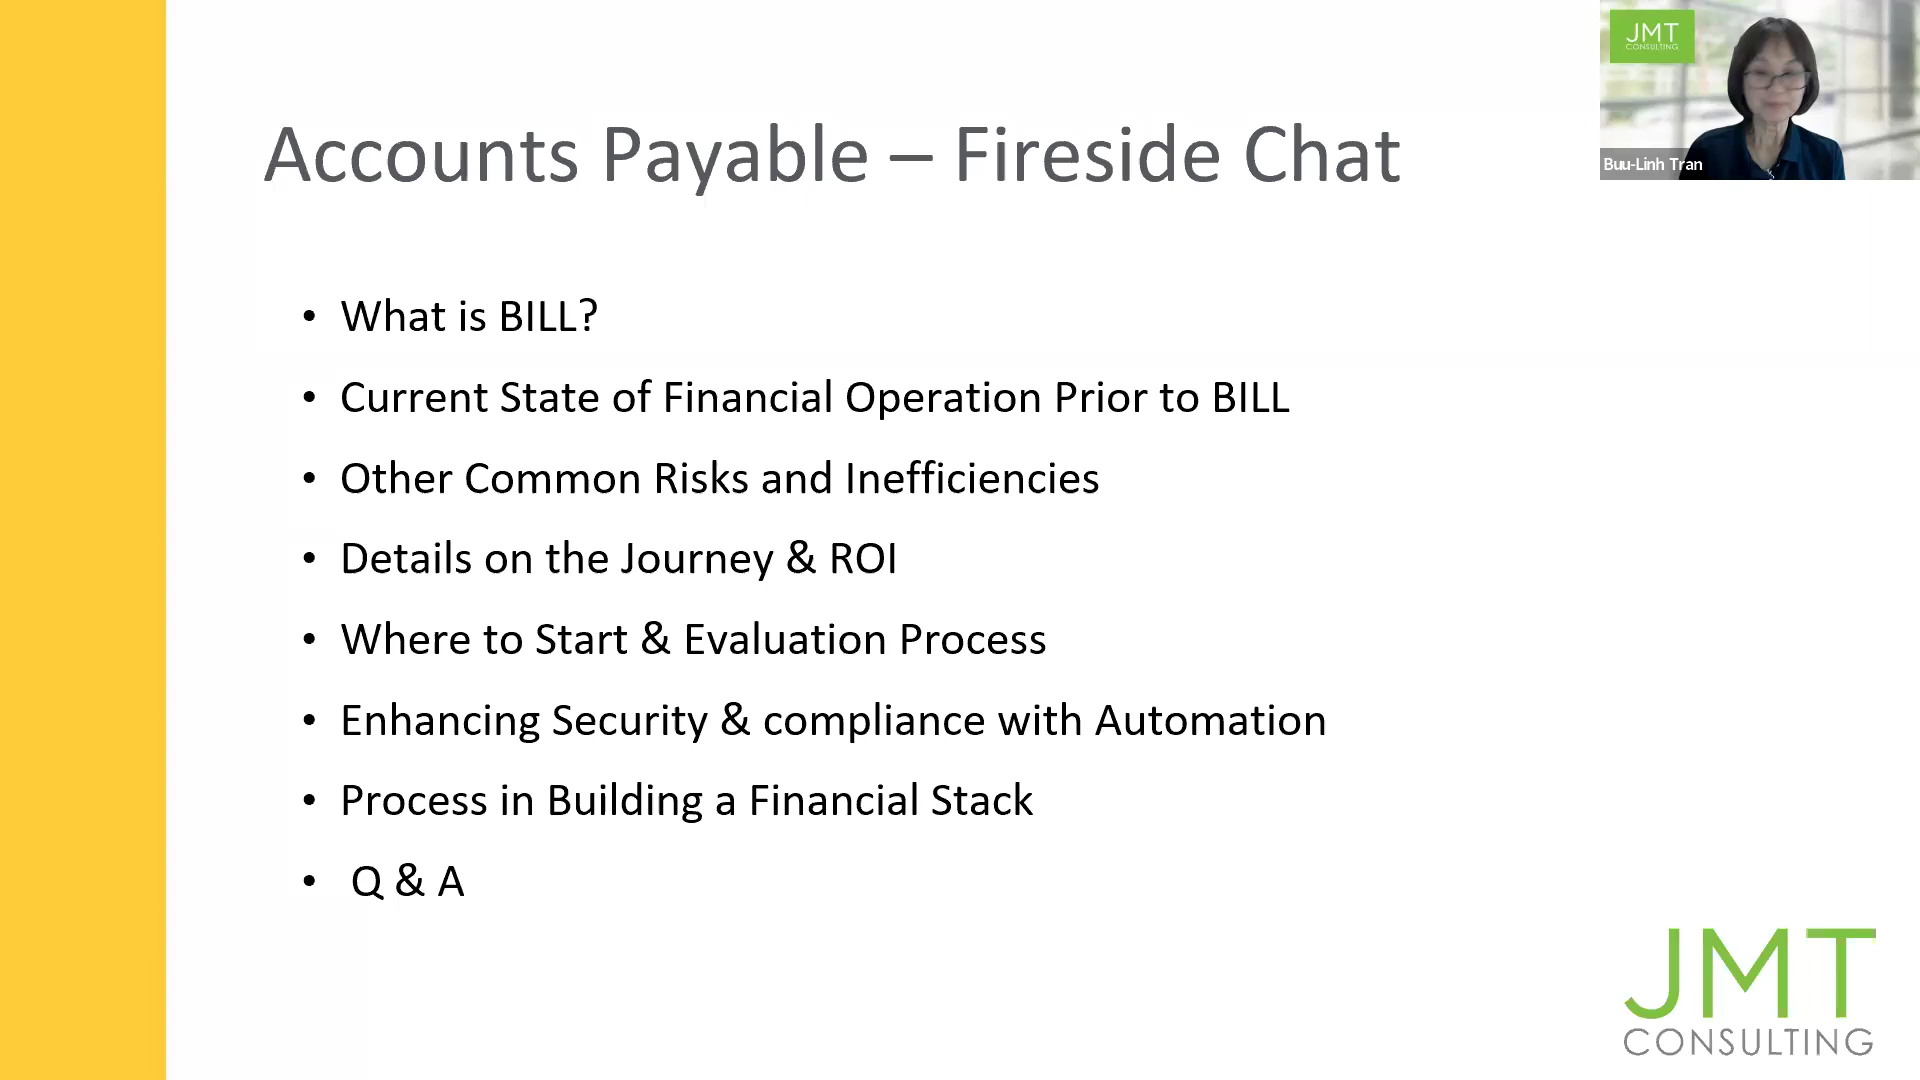 Accounts Payable – Fireside Chat
• What is BILL?
• Current State of Financial Operation Prior to BILL
• Other Common Risks and Inefficiencies
• Details on the Journey & ROI
• Where to Start & Evaluation Process
• Enhancing Security & compliance with Automation
• Process in Building a Financial Stack
• Q & A
JMT
CONSULTING
Buu-Linh Tran
JMT
CONSULTING